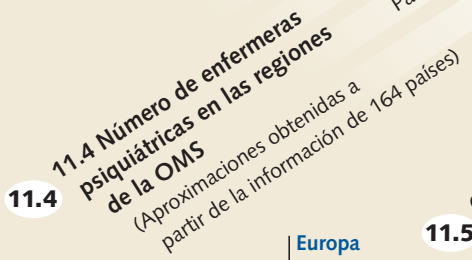 11.4 Número de enfermeras
psiquiátricas en las regiones
de la OMS
(Aproximaciones obtenidas a
partir de la información de 164 países)
11.4
Europa
11.5